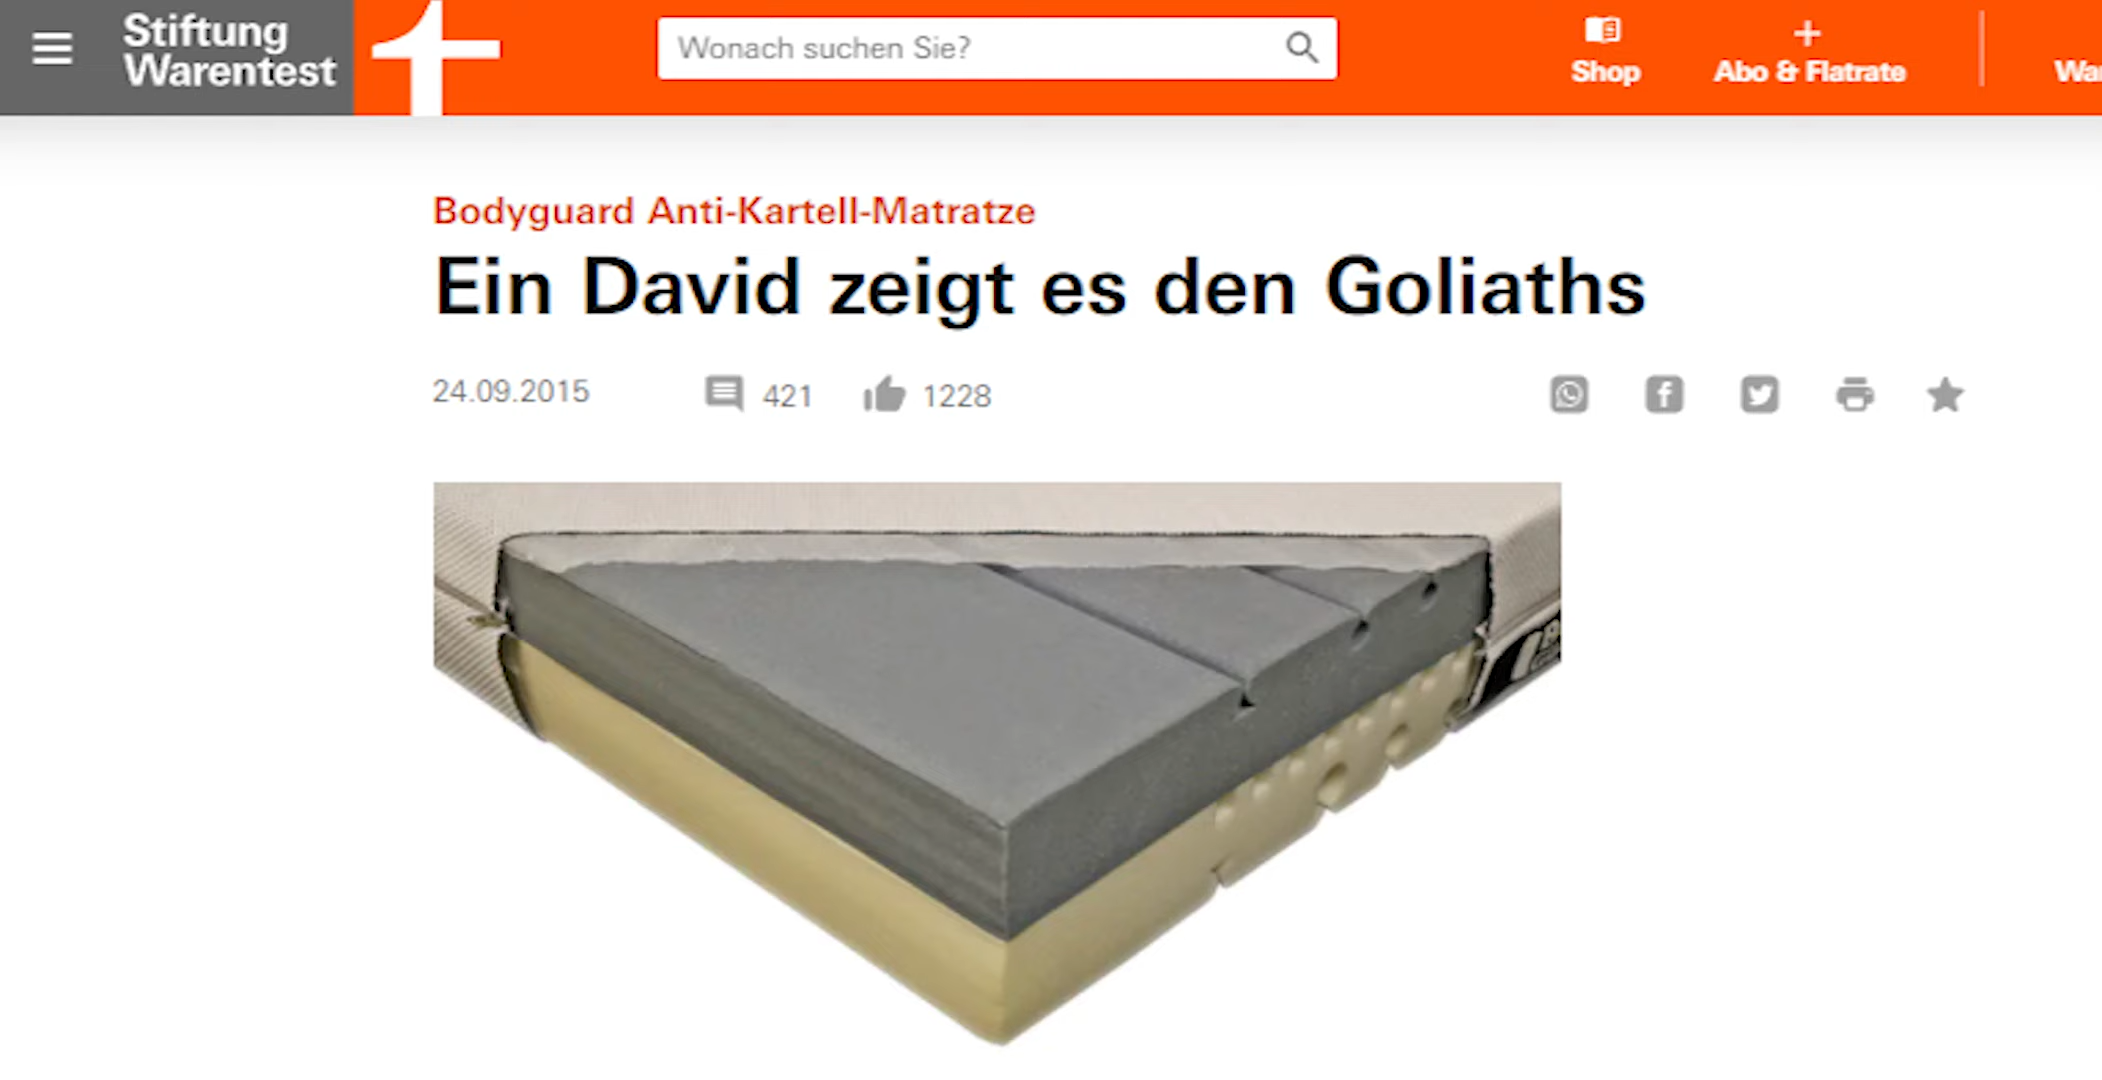 Stiftung
Warentest
Wonach suchen Sie?
Shop
Abo & Flatrate
Bodyguard Anti-Kartell-Matratze
Ein David zeigt es den Goliaths
24.09.2015
421
1228